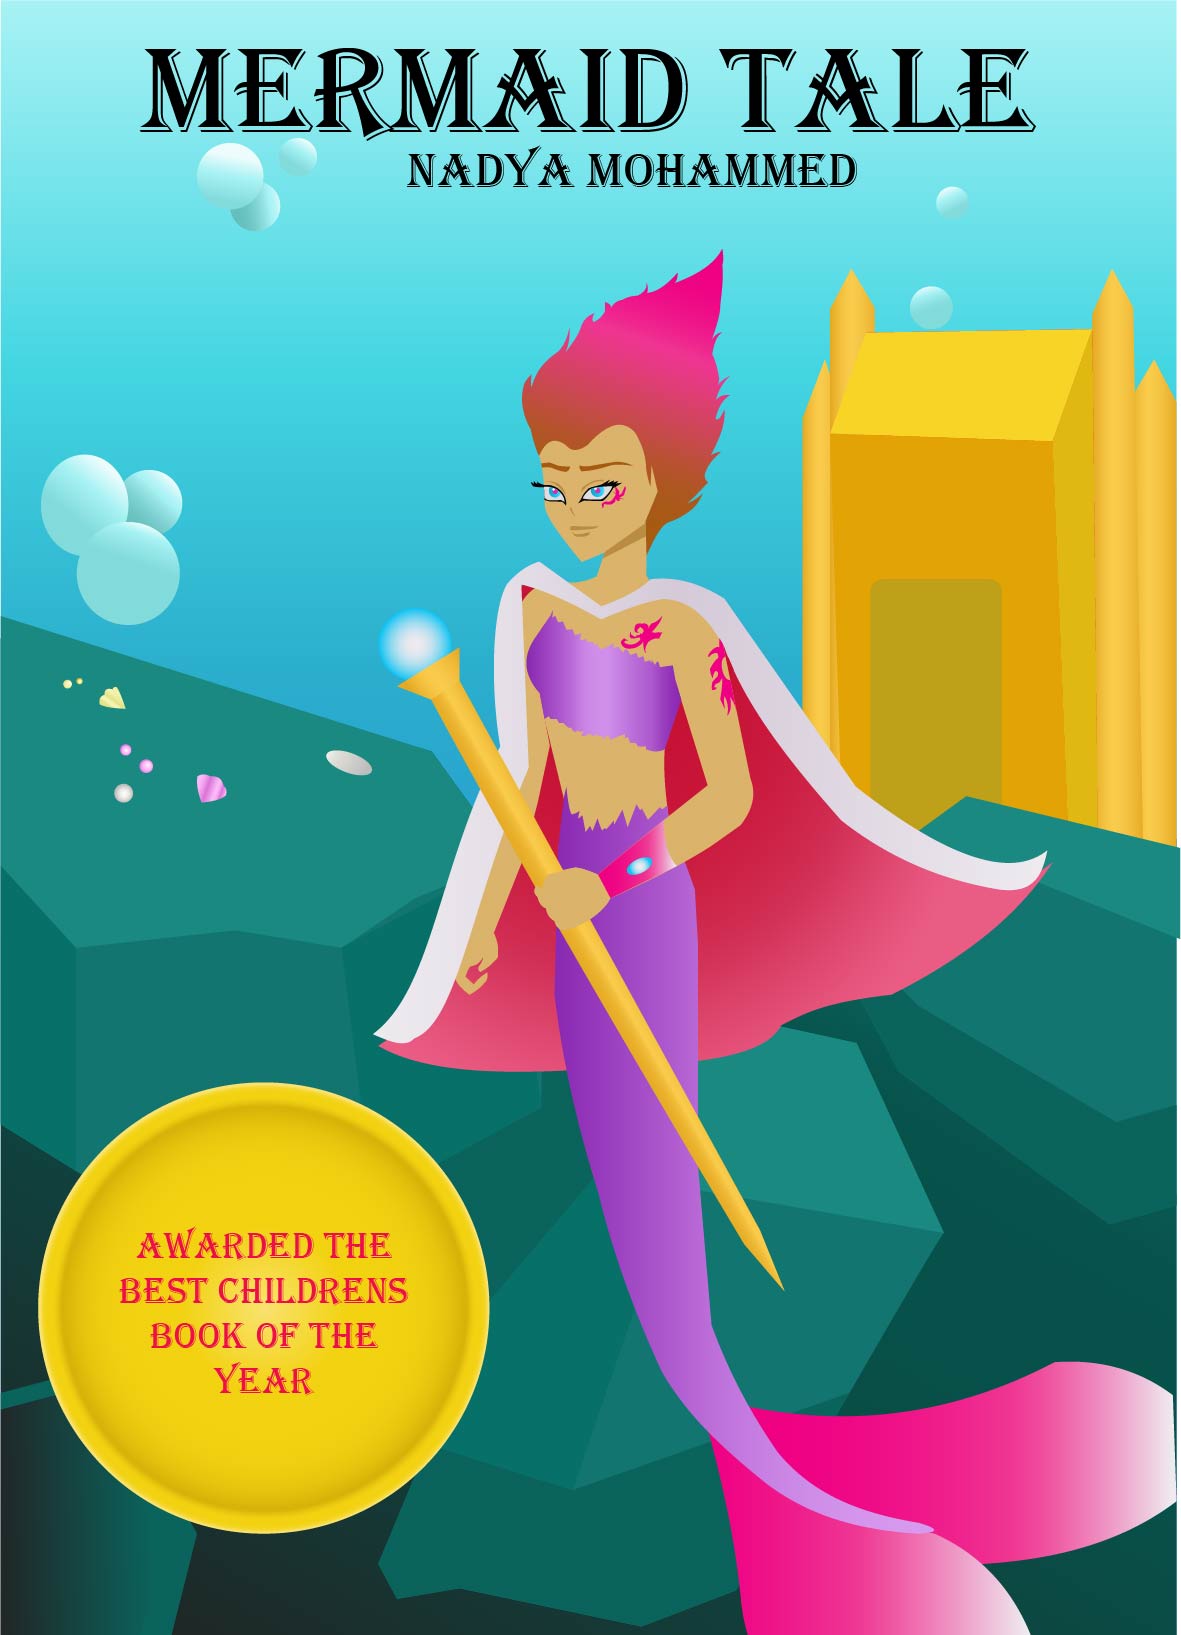 MERMAID TALE
NADYA MOHAMMED
AWARDED THE
BEST CHILDRENS
BOOK OF THE
YEAR